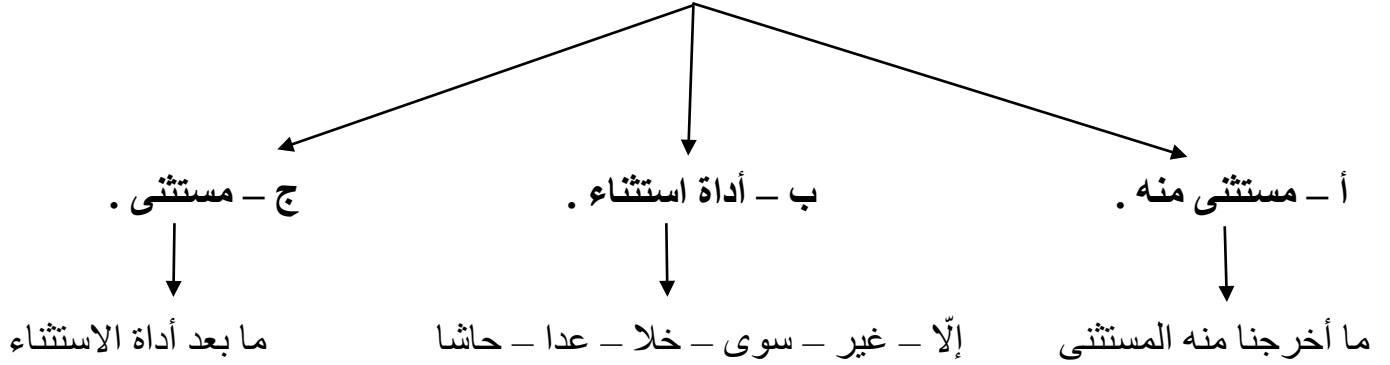 أ – مستثنى منه . ب – أداة استثناء . ج – مستثنى .
ما أخرجنا منه المستثنى إلّا – غير – سوى – خلا – عدا – حاشا ما بعد أداة الاستثناء